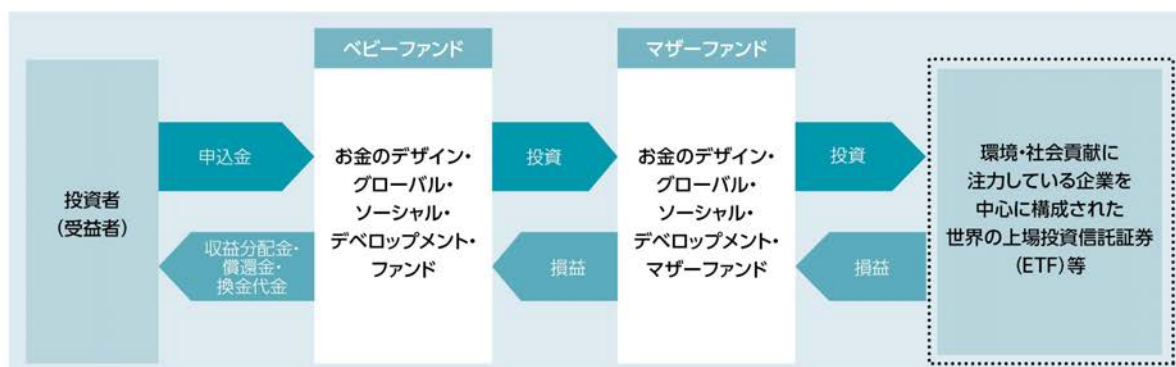 投資者
(受益者)
申込金
収益分配金・
償還金・
換金代金
ベビーファンド
お金のデザイン・
グローバル・
ソーシャル・
デベロップメント・
ファンド
投資
損益
マザーファンド
お金のデザイン・
グローバル・
ソーシャル・
デベロップメント・
マザーファンド
投資
損益
環境・社会貢献に
注力している企業を
中心に構成された
世界の上場投資信託証券
(ETF)等